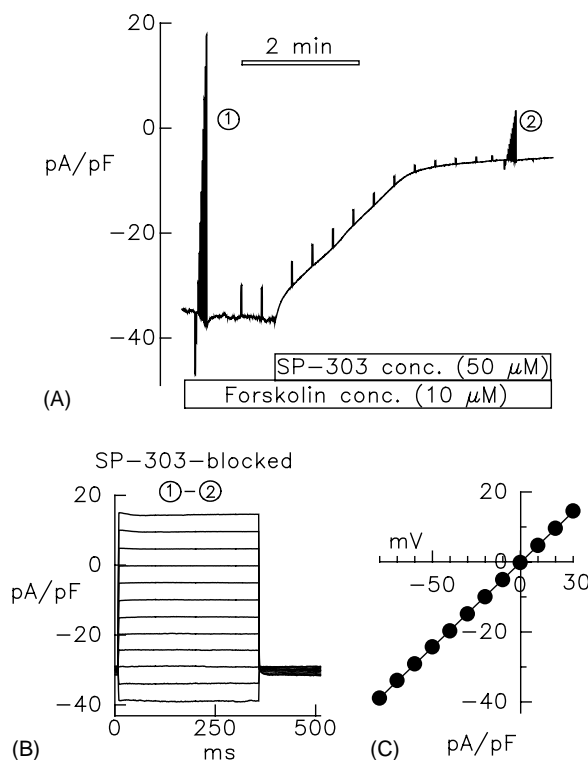 20
2 min
①
②
0
pA/pF
−20
−40
SP−303 conc. (50 μM)
Forskolin conc. (10 μM)
(A)
SP−303−blocked
①−②
20
0
pA/pF
−20
−40
0 250 500
ms
(B)
20
mV
−50 0 30
−20
−40
pA/pF
(C)